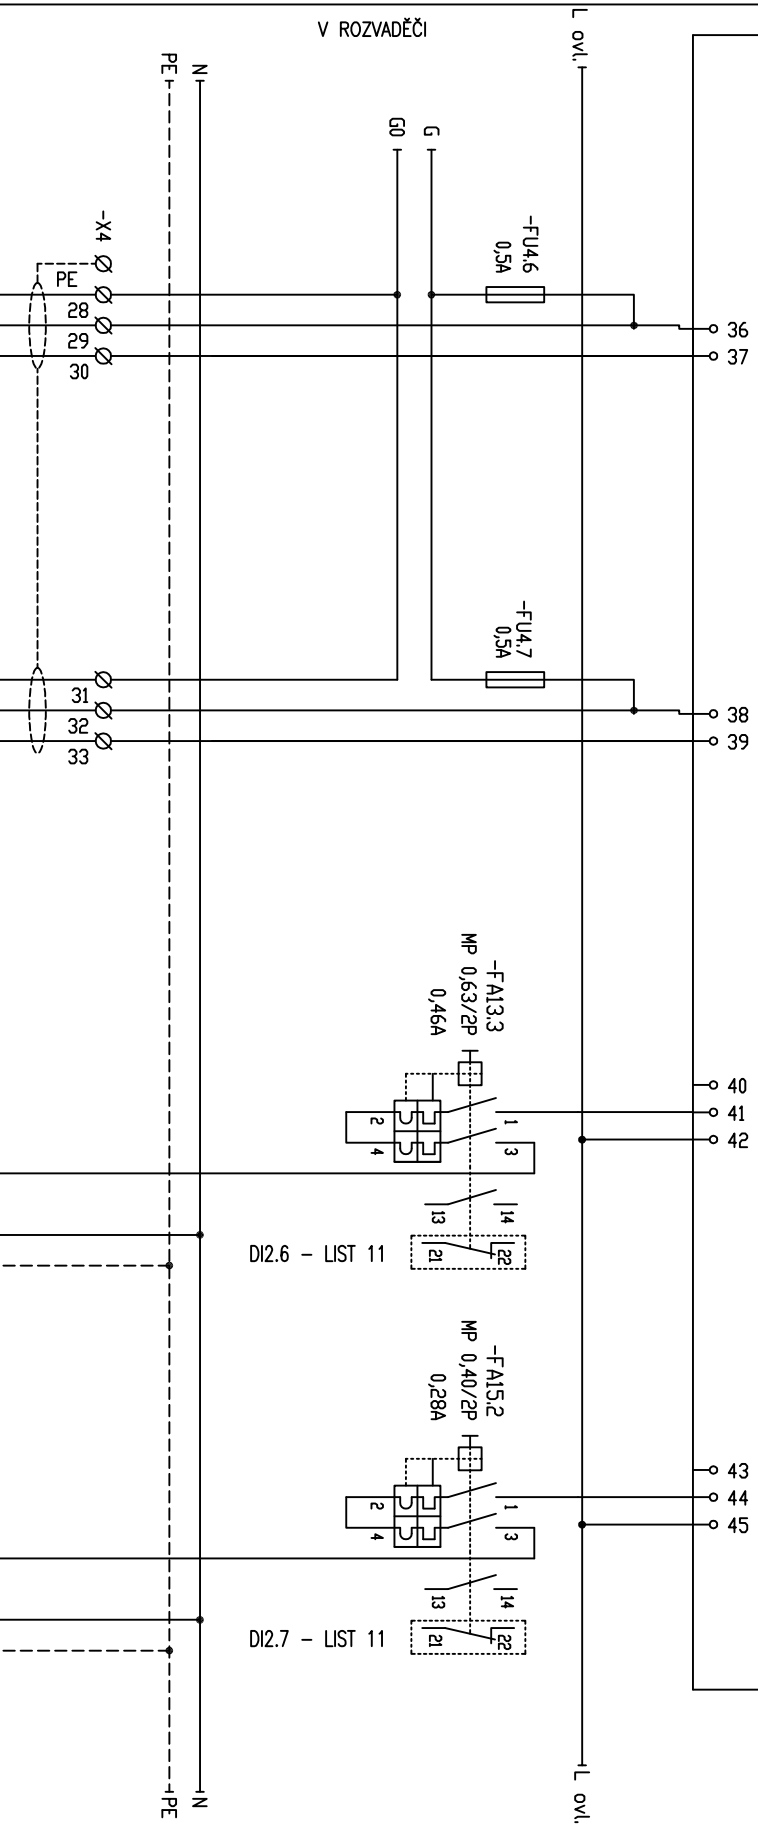 V ROZVADĚČI
L ovl.
PE
N
G0
G
-X4
-FU4.6
0,5A
PE
28
29
30
36
37
-FU4.7
0,5A
31
32
33
38
39
-FA13.3
MP 0,63/2P
0,46A
40
41
42
2
1
4
3
13
14
DI2.6 - LIST 11
21
22
-FA15.2
MP 0,40/2P
0,28A
43
44
45
2
1
4
3
13
14
DI2.7 - LIST 11
21
22
PE
N
L ovl.